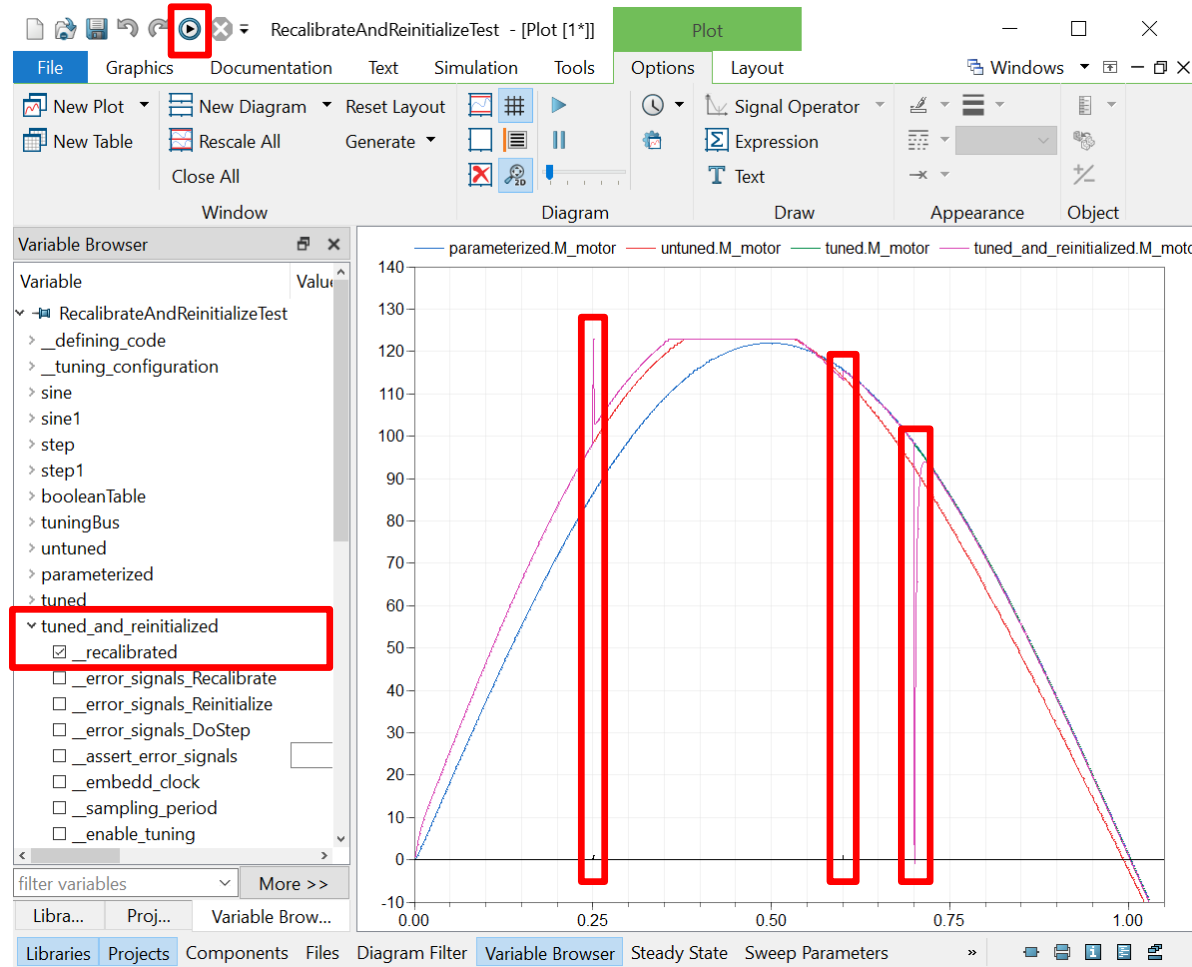 RecalibrateAndReinitializeTest - [Plot [1*]]
Plot
File Graphics Documentation Text Simulation Tools Options Layout Windows
New Plot New Diagram Reset Layout Signal Operator
New Table Rescale All Generate 2D Expression
Close All Text
Window Diagram Draw Appearance Object
Variable Browser
parameterized.M_motor untuned.M_motor tuned.M_motor tuned_and_reinitialized.M_moto
Variable Value
RecalibrateAndReinitializeTest
__defining_code
__tuning_configuration
sine
sine1
step
step1
booleanTable
tuningBus
untuned
parameterized
tuned
tuned_and_reinitialized
__recalibrated
__error_signals_Recalibrate
__error_signals_Reinitialize
__error_signals_DoStep
__assert_error_signals
__embedd_clock
__sampling_period
__enable_tuning
filter variables More >>
Libra... Proj... Variable Brow...
140
130
120
110
100
90
80
70
60
50
40
30
20
10
0
-10
0.00 0.25 0.50 0.75 1.00
Libraries Projects Components Files Diagram Filter Variable Browser Steady State Sweep Parameters »